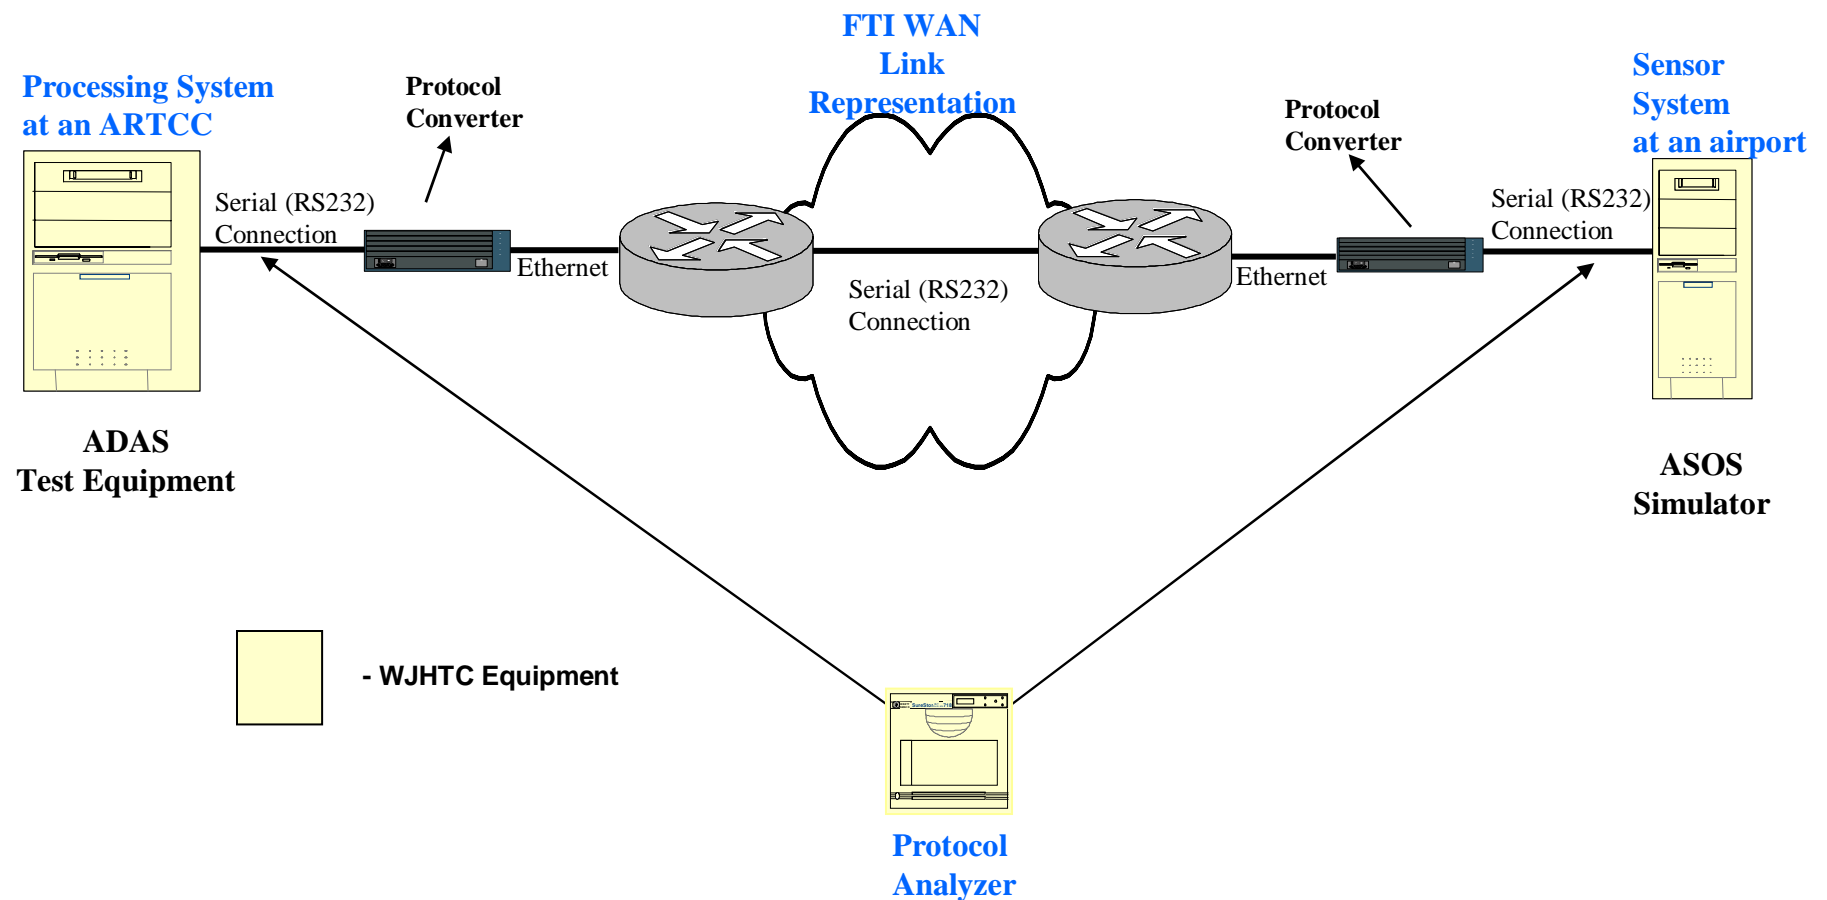 FTI WAN
Link
Representation
Processing System
at an ARTCC
Protocol
Converter
Protocol
Converter
Sensor
System
at an airport
Serial (RS232)
Connection
Ethernet
Serial (RS232)
Connection
Ethernet
Serial (RS232)
Connection
ADAS
Test Equipment
ASOS
Simulator
- WJHTC Equipment
Protocol
Analyzer